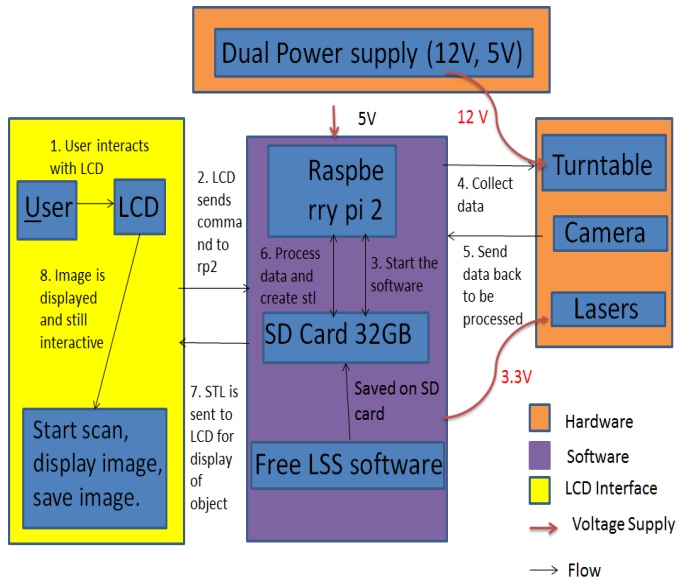 Dual Power supply (12V, 5V)
5V
12 V
1. User interacts
with LCD
User
LCD
8. Image is
displayed
and still
interactive
Start scan,
display image,
save image.
2. LCD
sends
comma
nd to
rp2
7. STL is
sent to
LCD for
display
of
object
Raspbe
rry pi 2
6. Process
data and
create stl
3. Start the
software
SD Card 32GB
Saved on SD
card
Free LSS software
4. Collect
data
5. Send
data back
to be
processed
3.3V
Turntable
Camera
Lasers
Hardware
Software
LCD Interface
Voltage Supply
Flow